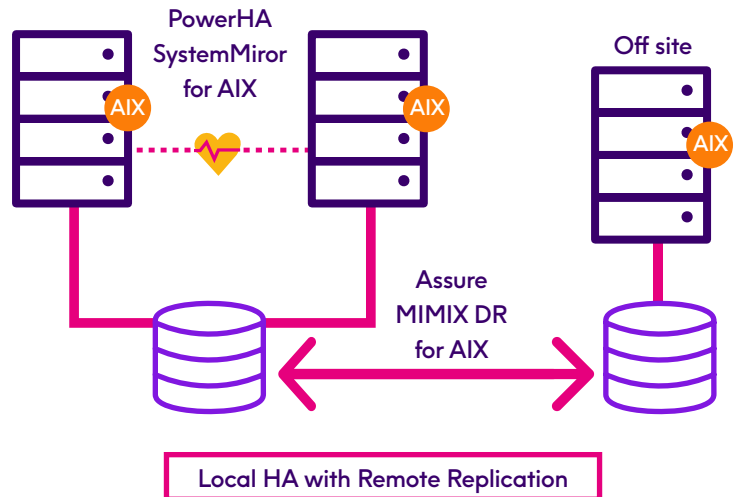 PowerHA
SystemMiror
for AIX
Off site
AIX
AIX
AIX
Assure
MIMIX DR
for AIX
Local HA with Remote Replication